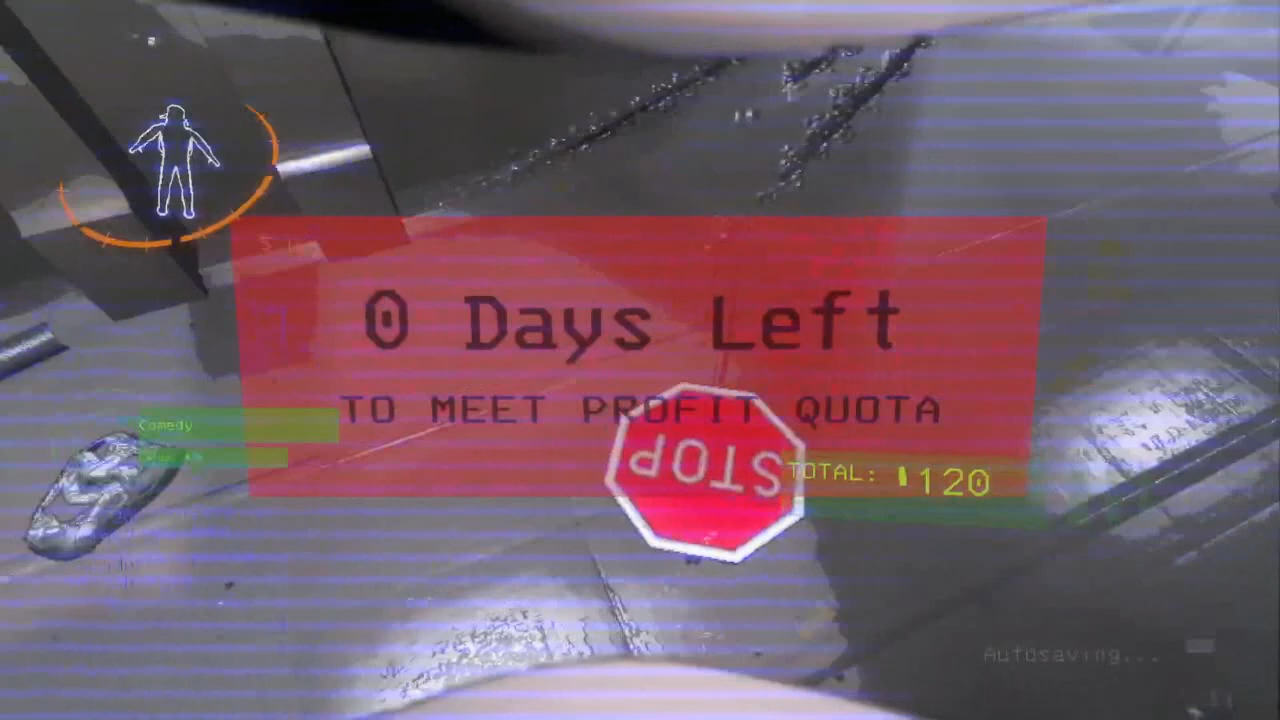 0 Days Left
TO MEET PROFIT QUOTA
Comedy
STOP
TOTAL: ▮120
Autosaving...